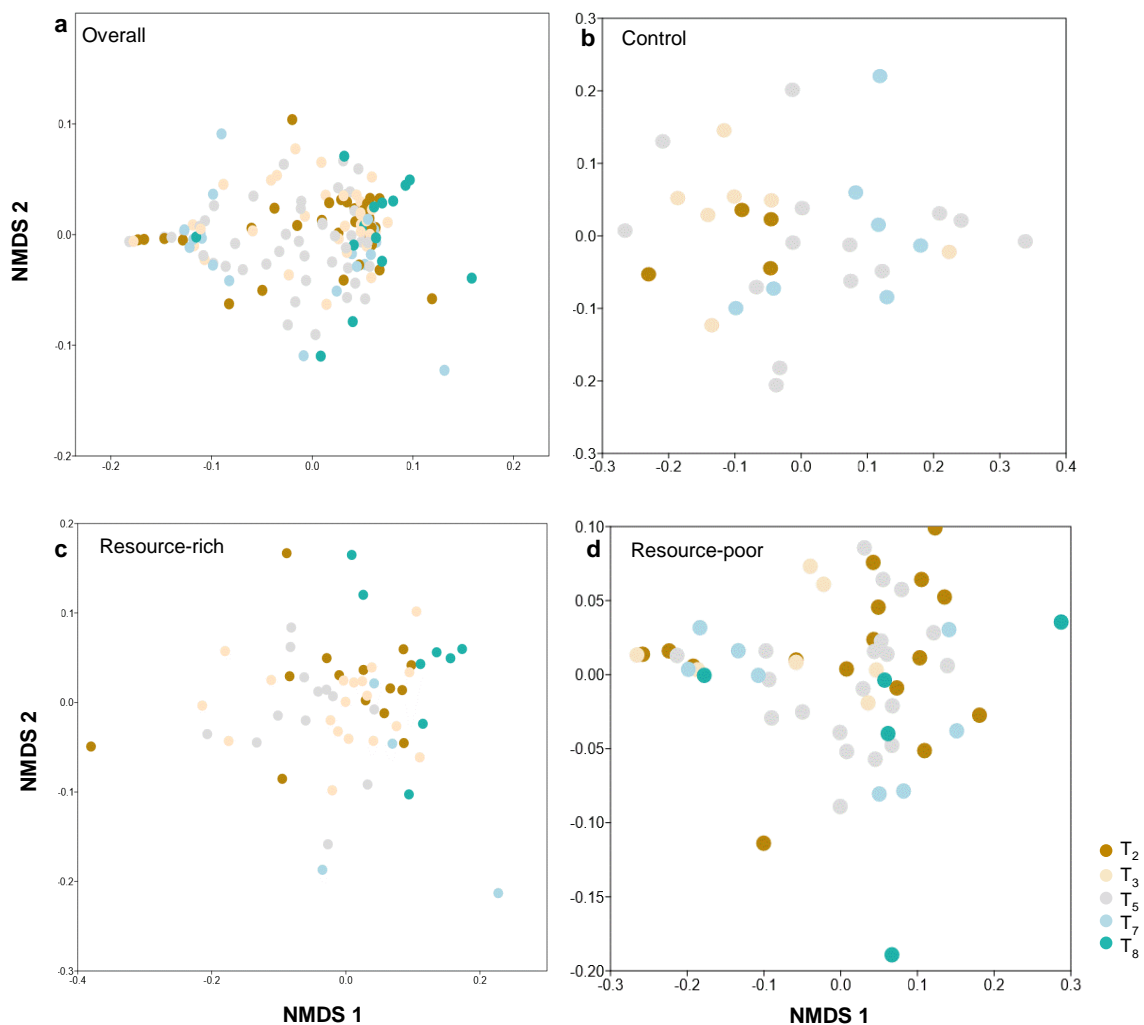 a Overall
0.1
0.0
-0.1
-0.2
-0.2 -0.1 0.0 0.1 0.2
NMDS 2
b Control
0.3
0.2
0.1
0.0
-0.1
-0.2
-0.3
-0.3 -0.2 -0.1 0.0 0.1 0.2 0.3 0.4
c Resource-rich
0.2
0.1
0.0
-0.1
-0.2
-0.3
-0.4 -0.2 0.0 0.2
NMDS 2
NMDS 1
d Resource-poor
0.10
0.05
0.00
-0.05
-0.10
-0.15
-0.20
-0.3 -0.2 -0.1 0.0 0.1 0.2 0.3
NMDS 1
T2
T3
T5
T7
T8